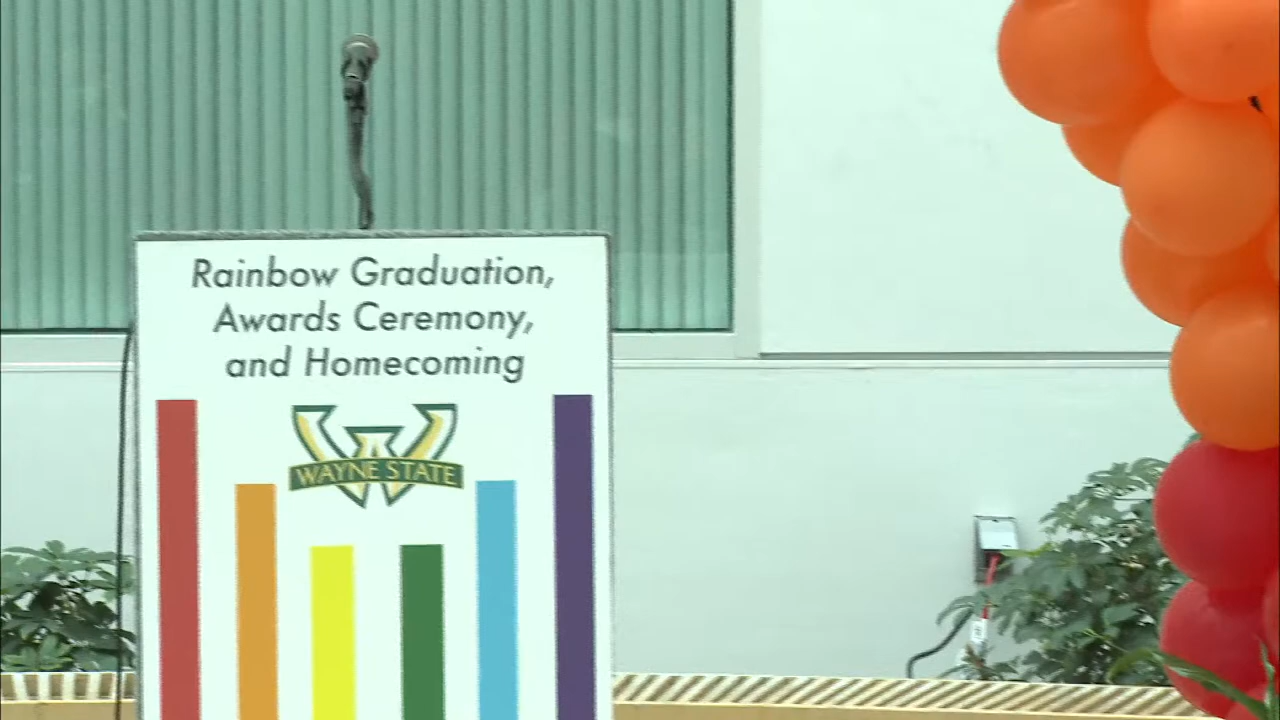 Rainbow Graduation,
Awards Ceremony,
and Homecoming
WAYNE STATE